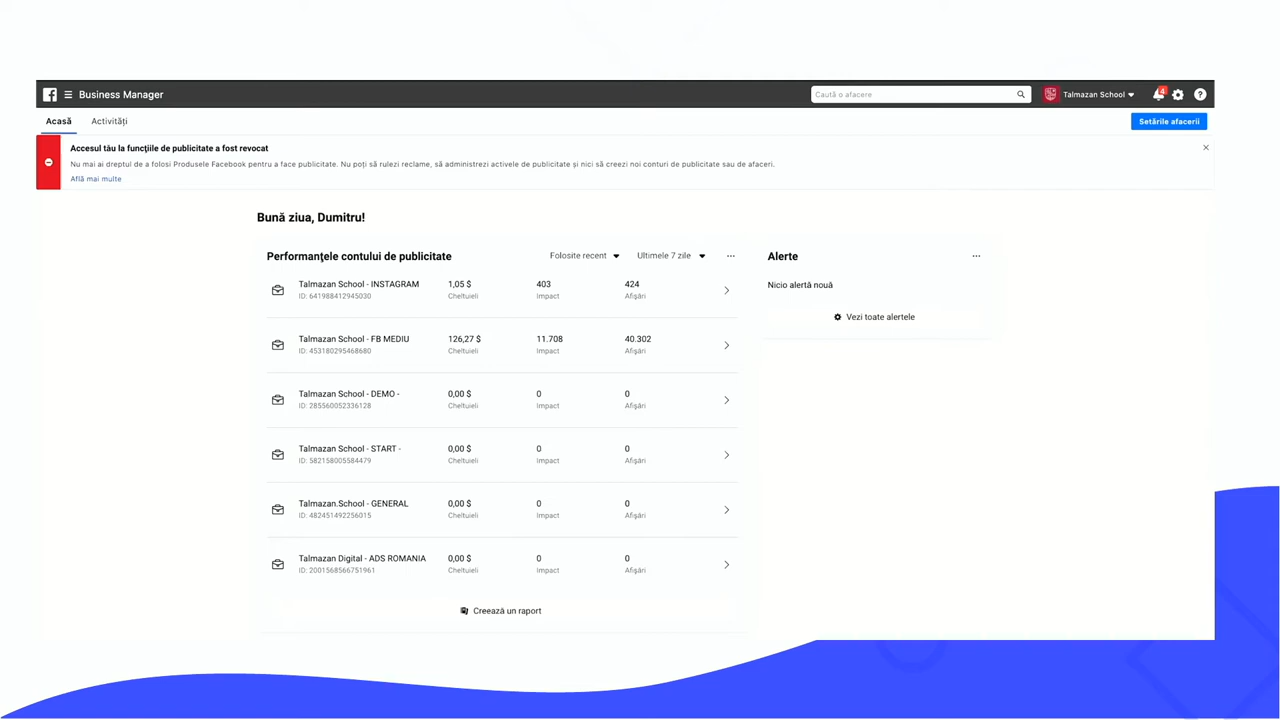 Business Manager
Caută o afacere
Talmazan School
4
Acasă
Activități
Setările afacerii
Accesul tău la funcțiile de publicitate a fost revocat
Nu mai ai dreptul de a folosi Produsele Facebook pentru a face publicitate. Nu poți să rulezi reclame, să administrezi activele de publicitate și nici să creezi noi conturi de publicitate sau de afaceri.
Află mai multe
Bună ziua, Dumitru!
Performanțele contului de publicitate
Folosite recent
Ultimele 7 zile
Talmazan School - INSTAGRAM 1,05 $ 403 424
ID: 641988412945030 Cheltuieli Impact Afișări
Talmazan School - FB MEDIU 126,27 $ 11.708 40.302
ID: 453180295468680 Cheltuieli Impact Afișări
Talmazan School - DEMO - 0,00 $ 0 0
ID: 285560052336128 Cheltuieli Impact Afișări
Talmazan School - START - 0,00 $ 0 0
ID: 582158005584479 Cheltuieli Impact Afișări
Talmazan.School - GENERAL 0,00 $ 0 0
ID: 482451492256015 Cheltuieli Impact Afișări
Talmazan Digital - ADS ROMANIA 0,00 $ 0 0
ID: 2001568566751961 Cheltuieli Impact Afișări
Creează un raport
Alerte
Nicio alertă nouă
Vezi toate alertele